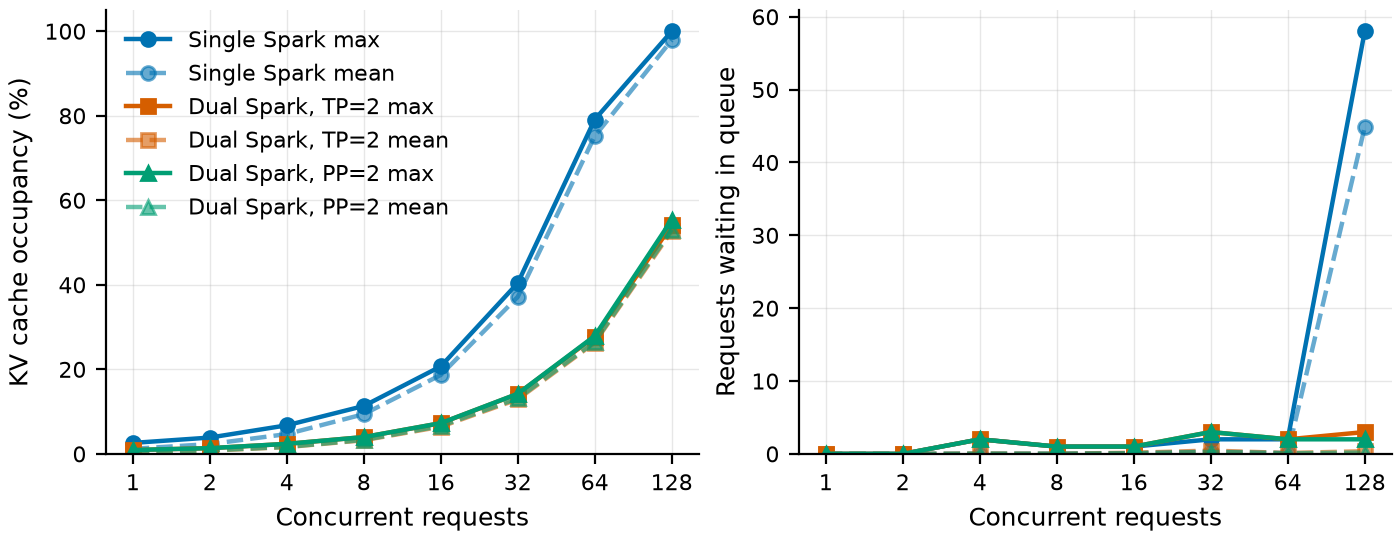 KV cache occupancy (%)
100
80
60
40
20
0
Single Spark max
Single Spark mean
Dual Spark, TP=2 max
Dual Spark, TP=2 mean
Dual Spark, PP=2 max
Dual Spark, PP=2 mean
1 2 4 8 16 32 64 128
Concurrent requests
Requests waiting in queue
60
50
40
30
20
10
0
1 2 4 8 16 32 64 128
Concurrent requests